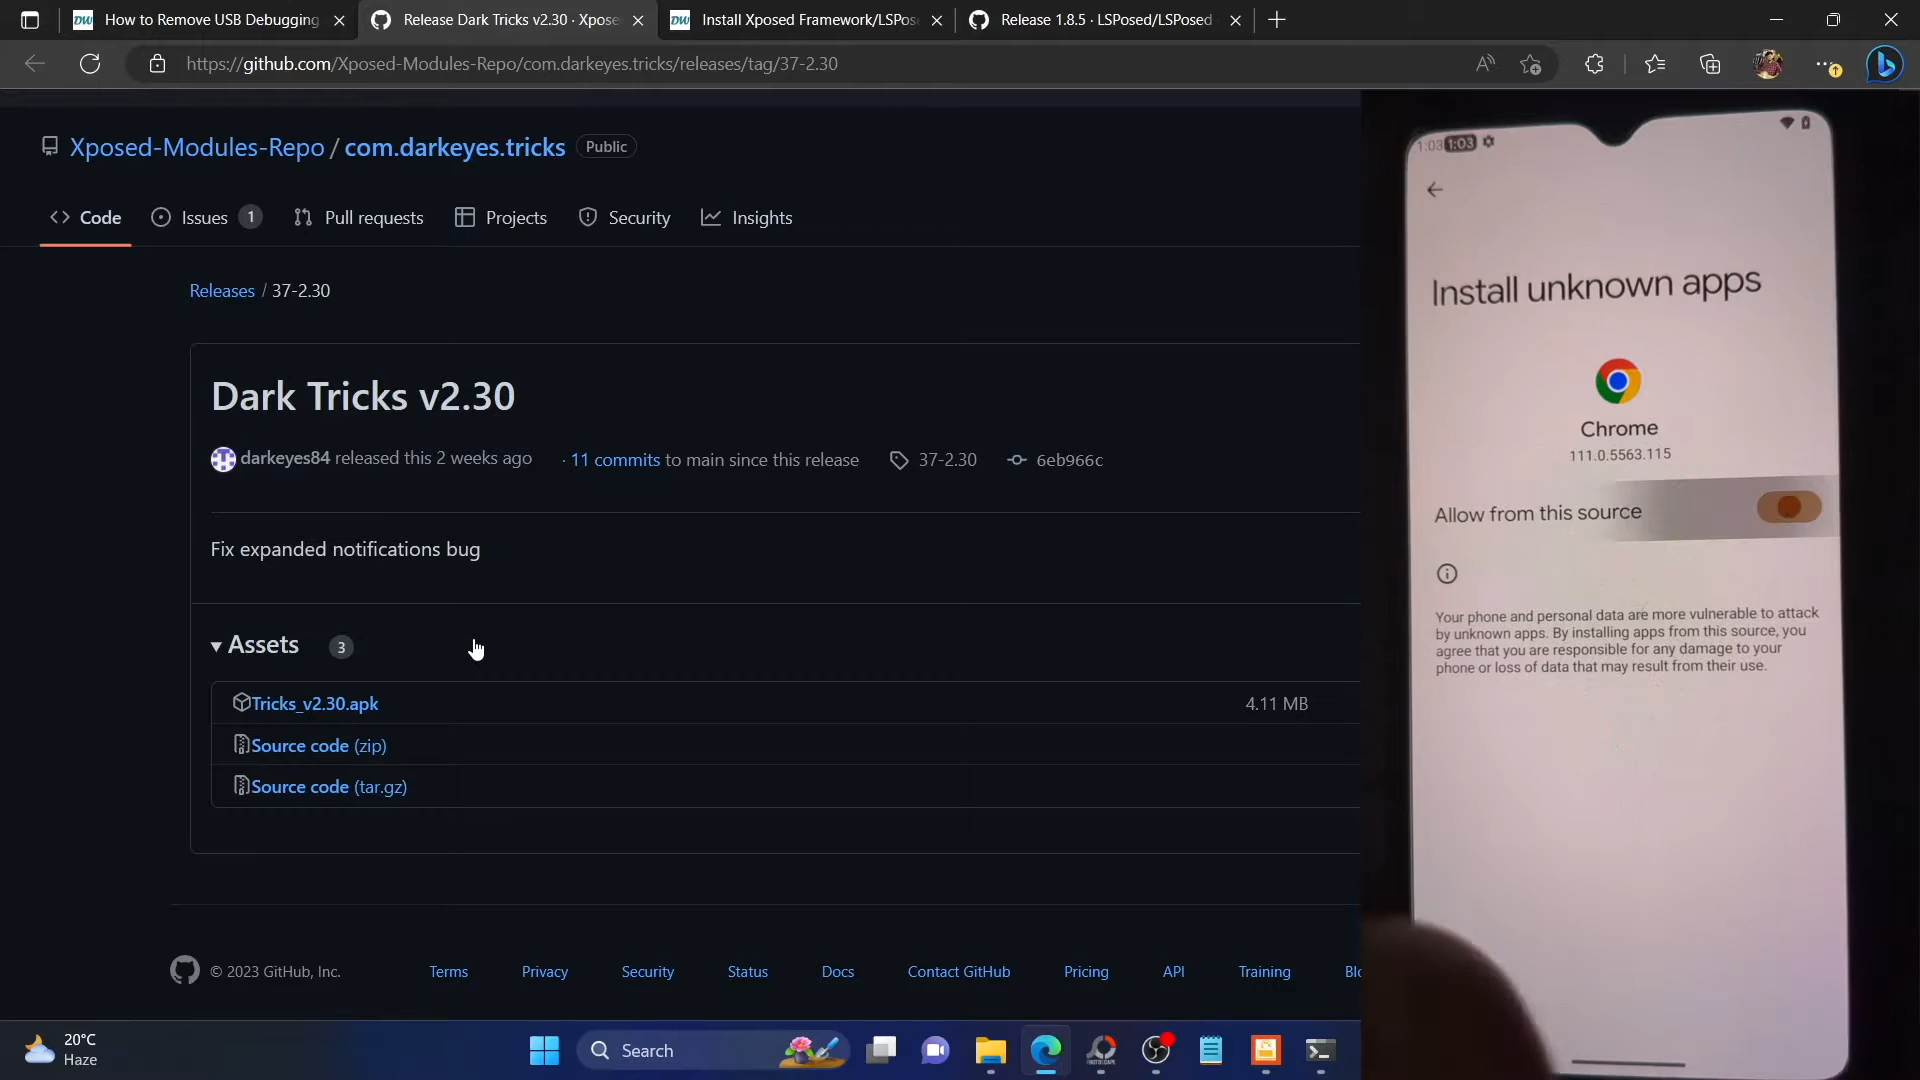 How to Remove USB Debugging
Release Dark Tricks v2.30 · Xpose
Install Xposed Framework/LSPos
Release 1.8.5 · LSPosed/LSPosed
https://github.com/Xposed-Modules-Repo/com.darkeyes.tricks/releases/tag/37-2.30
Xposed-Modules-Repo / com.darkeyes.tricks Public
Code Issues 1 Pull requests Projects Security Insights
Releases / 37-2.30
Dark Tricks v2.30
darkeyes84 released this 2 weeks ago · 11 commits to main since this release 37-2.30 6eb966c
Fix expanded notifications bug
Assets 3
Tricks_v2.30.apk 4.11 MB
Source code (zip)
Source code (tar.gz)
© 2023 GitHub, Inc. Terms Privacy Security Status Docs Contact GitHub Pricing API Training Blo
20°C
Haze
Search
1:03 1:03
Install unknown apps
Chrome
111.0.5563.115
Allow from this source
Your phone and personal data are more vulnerable to attack
by unknown apps. By installing apps from this source, you
agree that you are responsible for any damage to your
phone or loss of data that may result from their use.